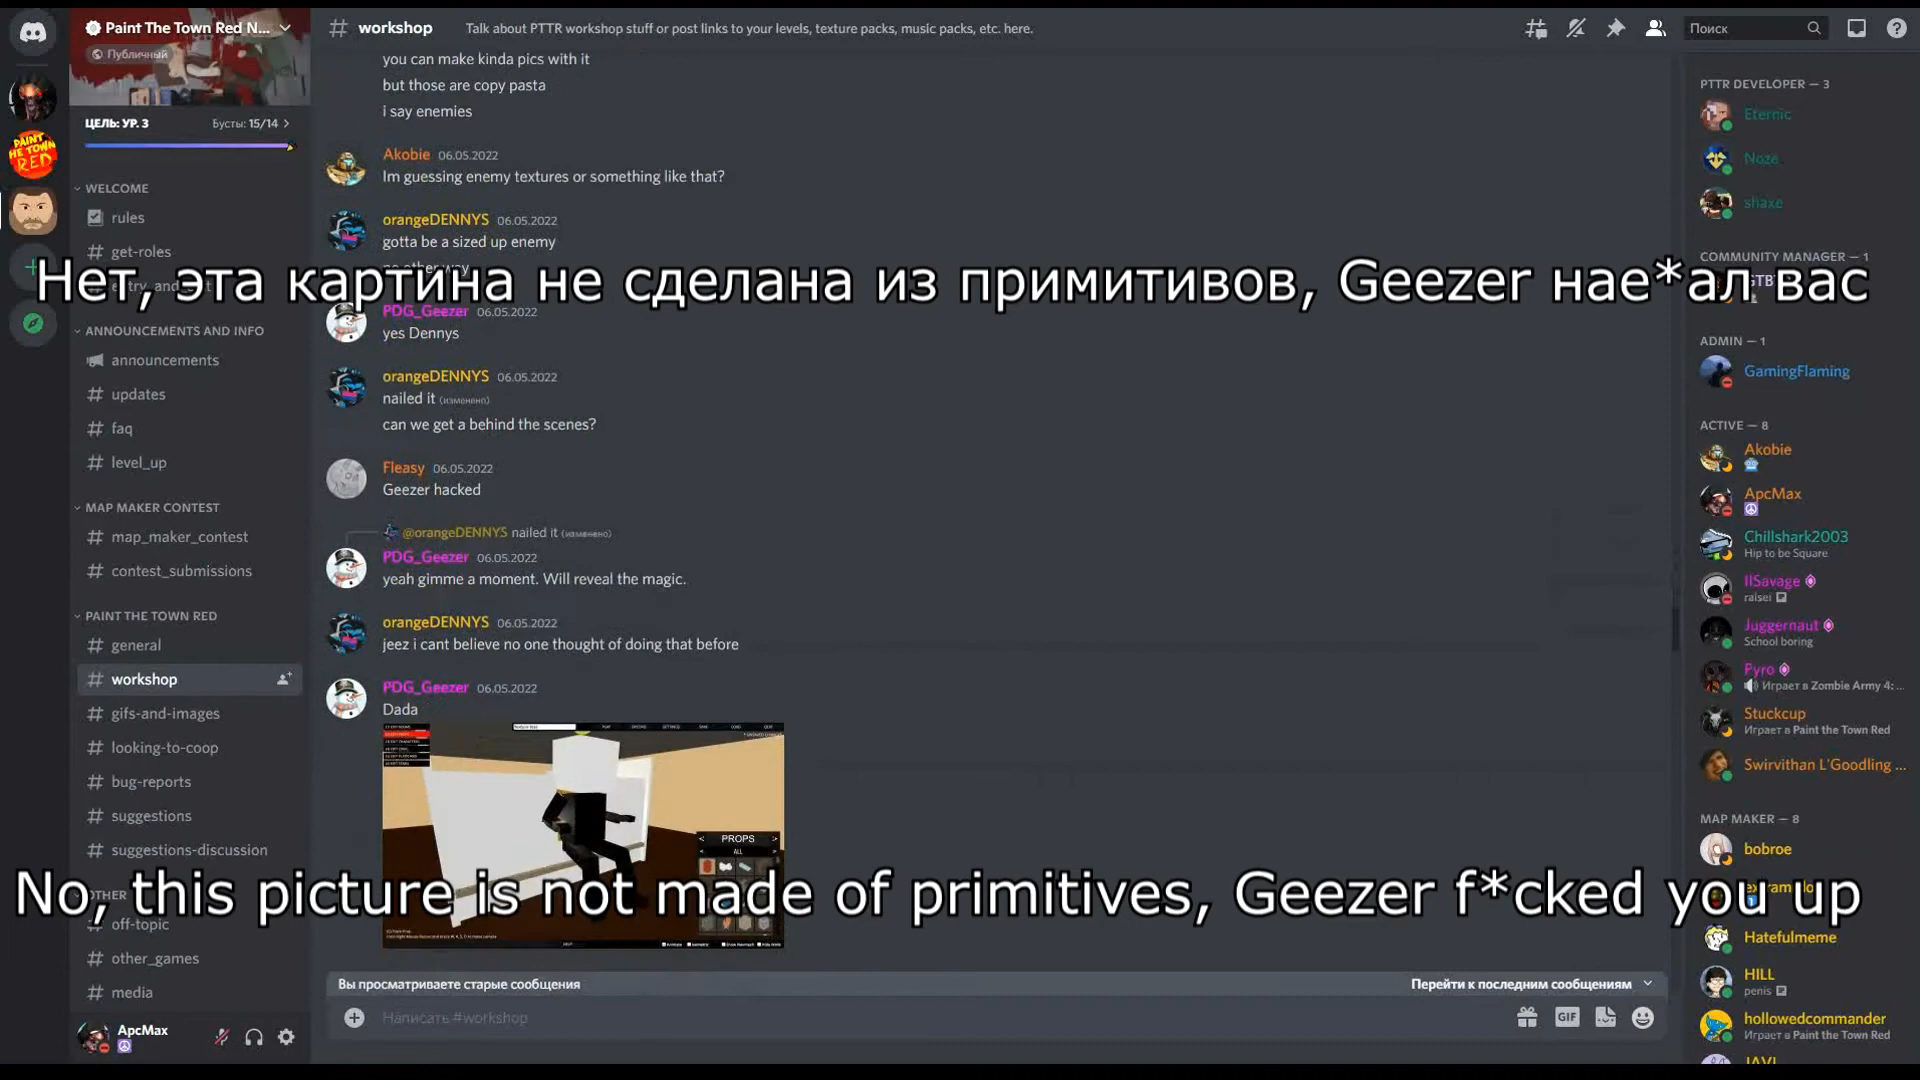 Paint The Town Red N...
Публичный
ЦЕЛЬ: УР. 3
Бусты: 15/14
WELCOME
rules
get-roles
ANNOUNCEMENTS AND INFO
announcements
updates
faq
level_up
MAP MAKER CONTEST
map_maker_contest
contest_submissions
PAINT THE TOWN RED
general
workshop
gifs-and-images
looking-to-coop
bug-reports
suggestions
suggestions-discussion
OTHER
off-topic
other_games
media
ApcMax
workshop
Talk about PTTR workshop stuff or post links to your levels, texture packs, music packs, etc. here.
Поиск
you can make kinda pics with it
but those are copy pasta
i say enemies
Akobie 06.05.2022
Im guessing enemy textures or something like that?
orangeDENNYS 06.05.2022
gotta be a sized up enemy
no other way
Нет, эта картина не сделана из примитивов, Geezer нае*ал вас
PDG_Geezer 06.05.2022
yes Dennys
orangeDENNYS 06.05.2022
nailed it (изменено)
can we get a behind the scenes?
Fleasy 06.05.2022
Geezer hacked
@orangeDENNYS nailed it (изменено)
PDG_Geezer 06.05.2022
yeah gimme a moment. Will reveal the magic.
orangeDENNYS 06.05.2022
jeez i cant believe no one thought of doing that before
PDG_Geezer 06.05.2022
Dada
PROPS
ALL
No, this picture is not made of primitives, Geezer f*cked you up
Вы просматриваете старые сообщения
Перейти к последним сообщениям
Написать #workshop
GIF
PTTR DEVELOPER — 3
Eternic
Noze
shaxe
COMMUNITY MANAGER — 1
ADMIN — 1
GamingFlaming
ACTIVE — 8
Akobie
ApcMax
Chillshark2003
Hip to be Square
IlSavage
ralsei
Juggernaut
School boring
Pyro
Играет в Zombie Army 4: ...
Stuckcup
Играет в Paint the Town Red
Swirvithan L'Goodling ...
MAP MAKER — 8
bobroe
Hatefulmeme
HILL
penis
hollowedcommander
Играет в Paint the Town Red
PAINT THE TOWN RED